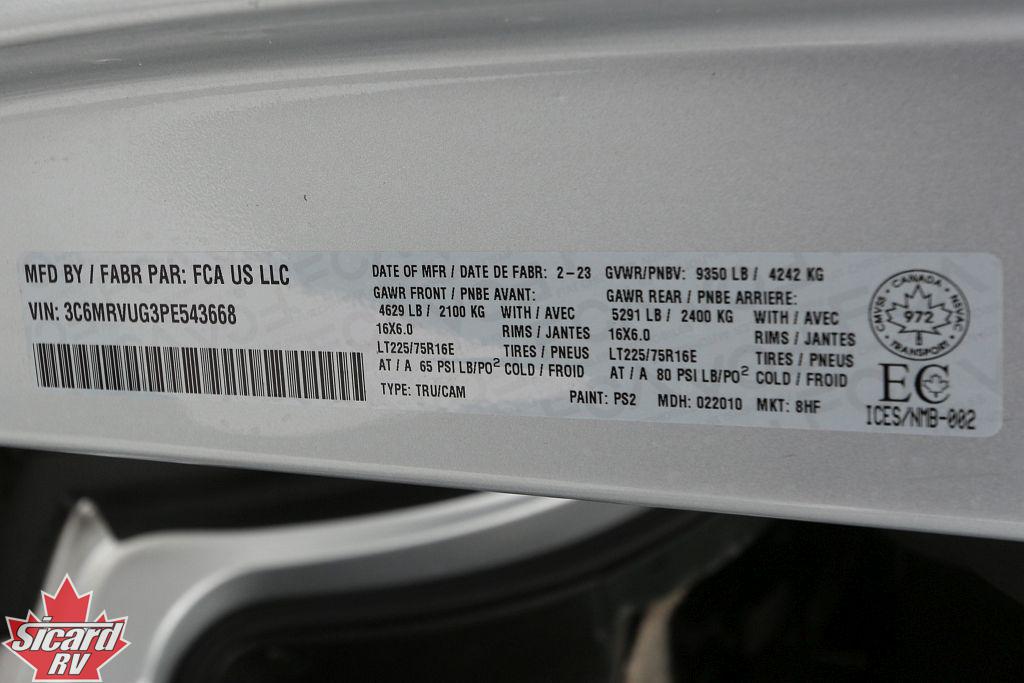 MFD BY / FABR PAR: FCA US LLC
VIN: 3C6MRVUG3PE543668
DATE OF MFR / DATE DE FABR: 2-23
GVWR/PNBV: 9350 LB / 4242 KG
GAWR FRONT / PNBE AVANT:
4629 LB / 2100 KG WITH / AVEC
16X6.0 RIMS / JANTES
LT225/75R16E TIRES / PNEUS
AT / A 65 PSI LB/PO² COLD / FROID
GAWR REAR / PNBE ARRIERE:
5291 LB / 2400 KG WITH / AVEC
16X6.0 RIMS / JANTES
LT225/75R16E TIRES / PNEUS
AT / A 80 PSI LB/PO² COLD / FROID
TYPE: TRU/CAM
PAINT: PS2 MDH: 022010 MKT: 8HF
CANADA
CMVSS 972 NSVAC
TRANSPORT
EC
ICES/NMB-002
Sicard
RV